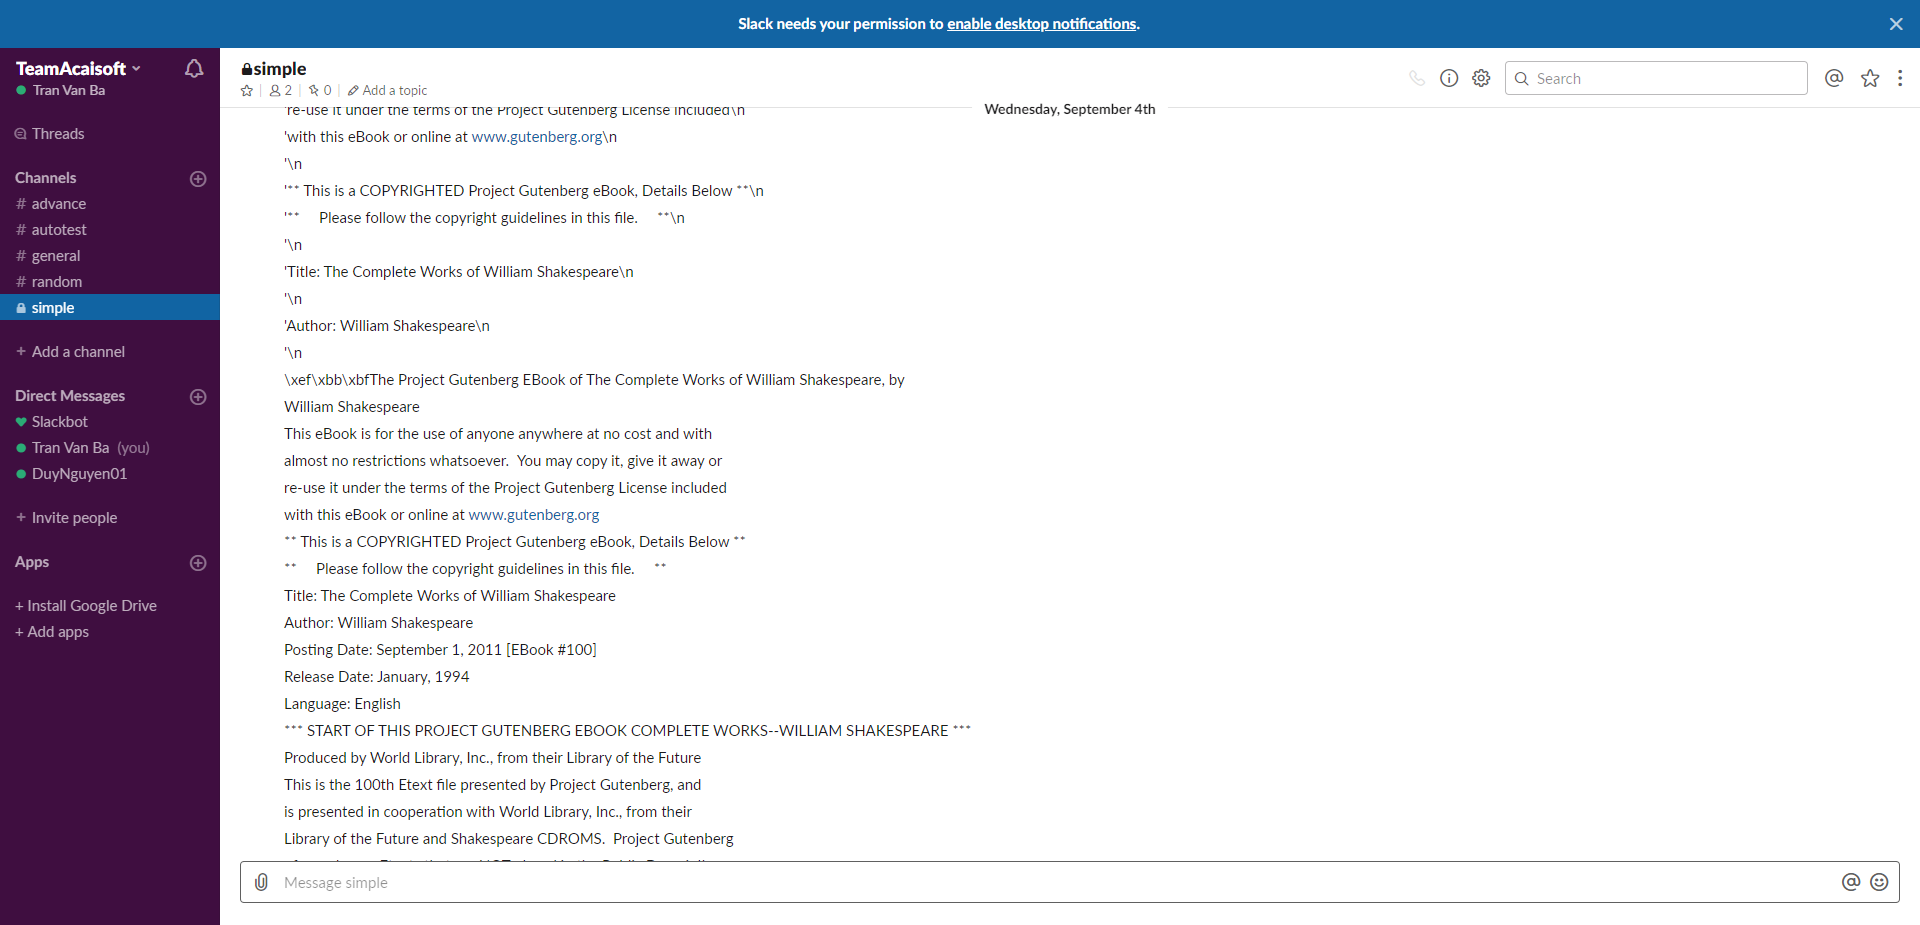 Slack needs your permission to enable desktop notifications.
TeamAcaisoft
Tran Van Ba
Threads
Channels
# advance
# autotest
# general
# random
simple
+ Add a channel
Direct Messages
Slackbot
Tran Van Ba (you)
DuyNguyen01
+ Invite people
Apps
+ Install Google Drive
+ Add apps
simple
2
0
Add a topic
Search
Wednesday, September 4th
're-use it under the terms of the Project Gutenberg License included\n
'with this eBook or online at www.gutenberg.org\n
'\n
'** This is a COPYRIGHTED Project Gutenberg eBook, Details Below **\n
'**     Please follow the copyright guidelines in this file.     **\n
'\n
'Title: The Complete Works of William Shakespeare\n
'\n
'Author: William Shakespeare\n
'\n
\xef\xbb\xbfThe Project Gutenberg EBook of The Complete Works of William Shakespeare, by
William Shakespeare
This eBook is for the use of anyone anywhere at no cost and with
almost no restrictions whatsoever.  You may copy it, give it away or
re-use it under the terms of the Project Gutenberg License included
with this eBook or online at www.gutenberg.org
** This is a COPYRIGHTED Project Gutenberg eBook, Details Below **
**     Please follow the copyright guidelines in this file.     **
Title: The Complete Works of William Shakespeare
Author: William Shakespeare
Posting Date: September 1, 2011 [EBook #100]
Release Date: January, 1994
Language: English
*** START OF THIS PROJECT GUTENBERG EBOOK COMPLETE WORKS--WILLIAM SHAKESPEARE ***
Produced by World Library, Inc., from their Library of the Future
This is the 100th Etext file presented by Project Gutenberg, and
is presented in cooperation with World Library, Inc., from their
Library of the Future and Shakespeare CDROMS.  Project Gutenberg
Message simple